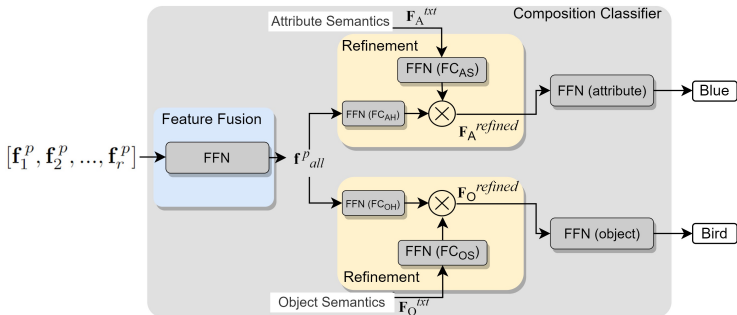 Composition Classifier
Attribute Semantics
F_A^txt
Refinement
FFN (FC_AS)
FFN (FC_AH)
F_A^refined
FFN (attribute)
Blue
Feature Fusion
[f_1^p, f_2^p, ..., f_r^p]
FFN
f^p_all
FFN (FC_OH)
F_O^refined
FFN (object)
Bird
FFN (FC_OS)
Refinement
Object Semantics
F_O^txt